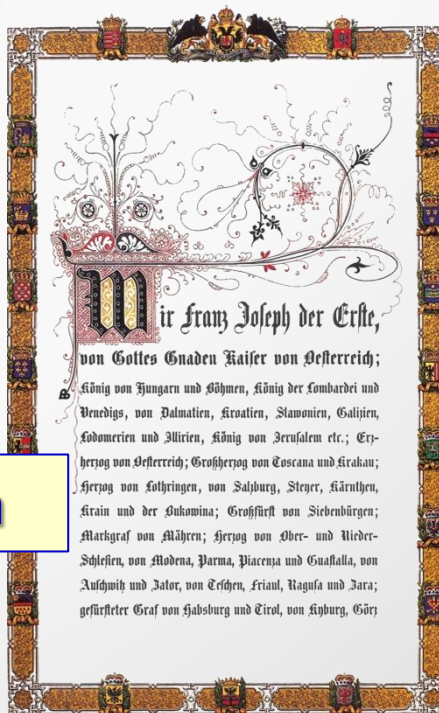 Wir Franz Joseph der Erste,
von Gottes Gnaden Kaiser von Oesterreich;
König von Hungarn und Böhmen, König der Lombardei und
Venedigs, von Dalmatien, Kroatien, Slawonien, Galizien,
Lodomerien und Illirien, König von Jerusalem etc.; Erz-
herzog von Oesterreich; Großherzog von Toscana und Krakau;
Herzog von Lothringen, von Salzburg, Steyer, Kärnthen,
Krain und der Bukowina; Großfürst von Siebenbürgen;
Markgraf von Mähren; Herzog von Ober- und Nieder-
Schlesien, von Modena, Parma, Piacenza und Guastalla, von
Auschwitz und Zator, von Teschen, Friaul, Ragusa und Zara;
gefürsteter Graf von Habsburg und Tirol, von Kyburg, Görz